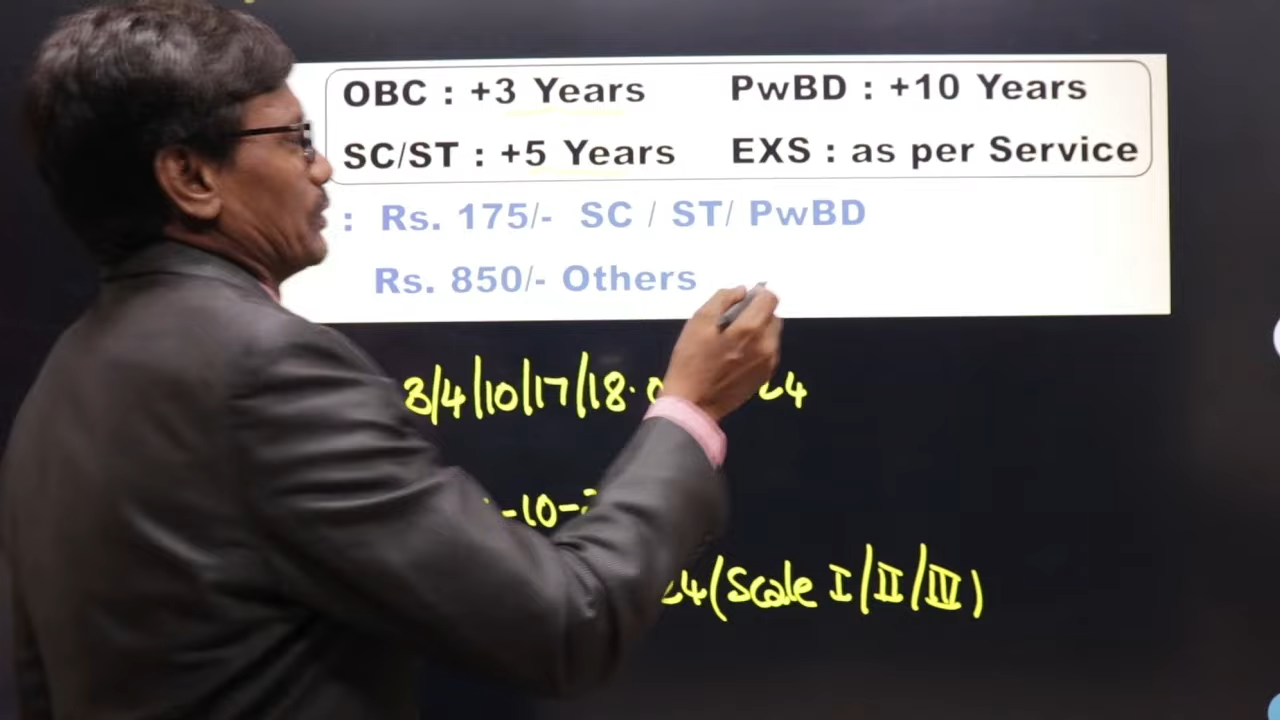 OBC : +3 Years PwBD : +10 Years
SC/ST : +5 Years EXS : as per Service
: Rs. 175/- SC / ST/ PwBD
Rs. 850/- Others
3/4/10/17/18.
-10-
24(Scale I/II/III)